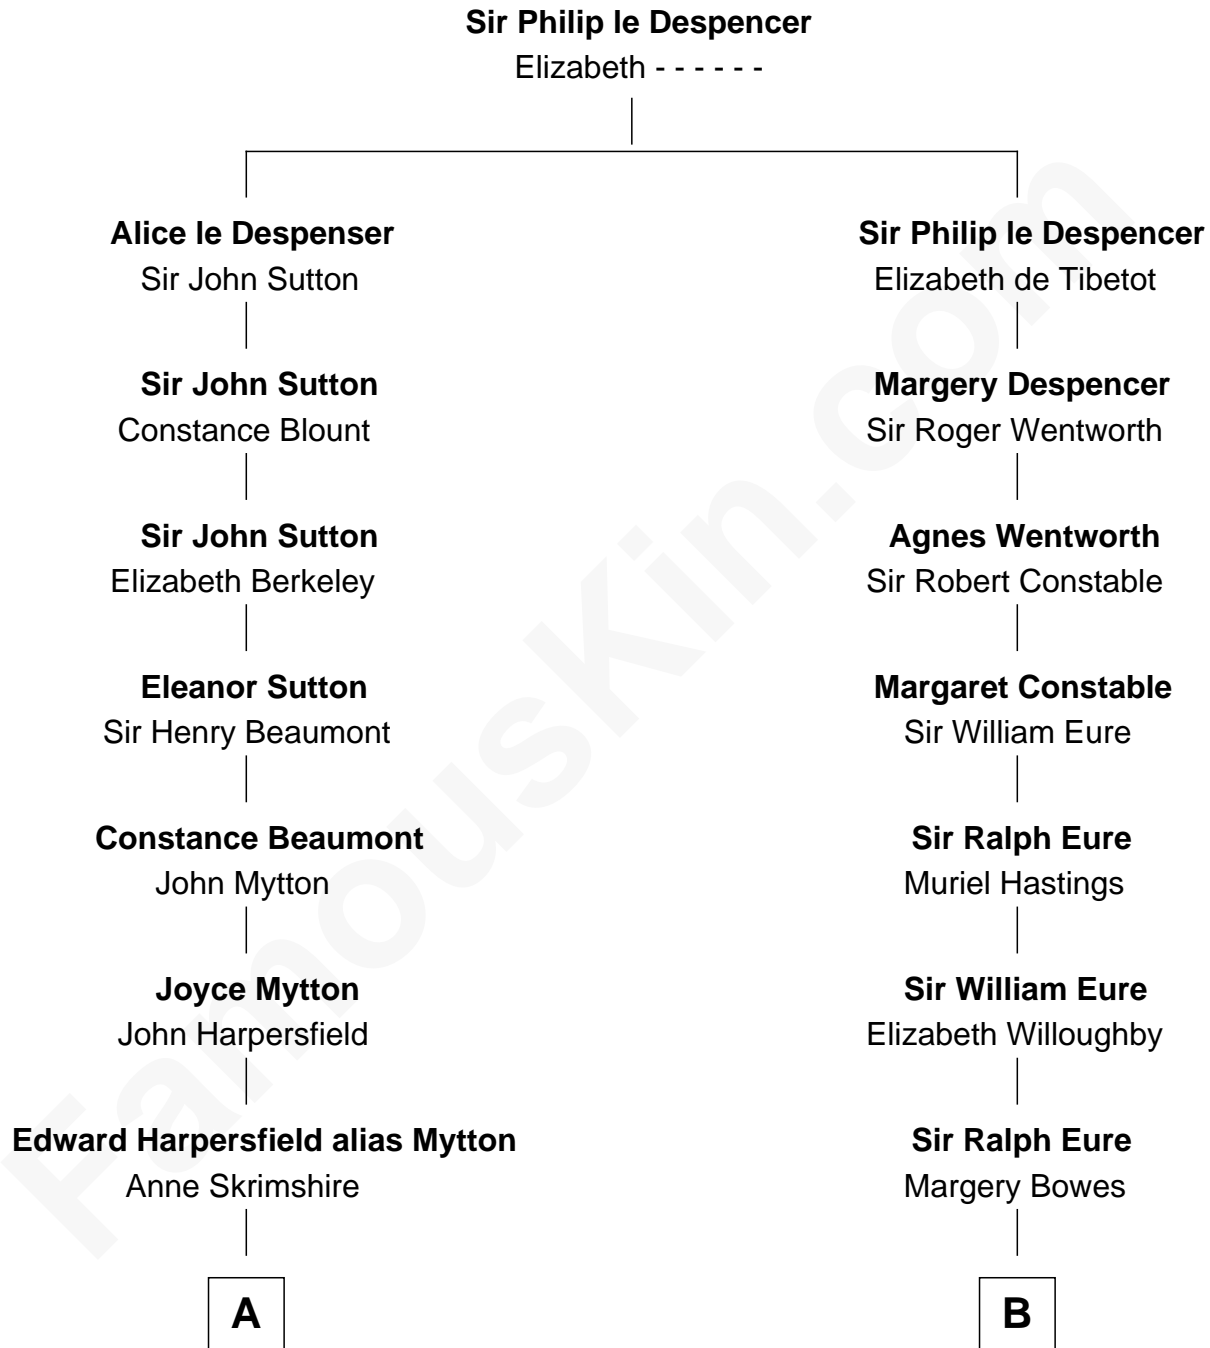 Sir Philip le Despencer
Elizabeth - - - - - -
Alice le Despenser
Sir John Sutton
Sir Philip le Despencer
Elizabeth de Tibetot
Sir John Sutton
Constance Blount
Margery Despencer
Sir Roger Wentworth
Sir John Sutton
Elizabeth Berkeley
Agnes Wentworth
Sir Robert Constable
Eleanor Sutton
Sir Henry Beaumont
Margaret Constable
Sir William Eure
Constance Beaumont
John Mytton
Sir Ralph Eure
Muriel Hastings
Joyce Mytton
John Harpersfield
Sir William Eure
Elizabeth Willoughby
Edward Harpersfield alias Mytton
Anne Skrimshire
Sir Ralph Eure
Margery Bowes
A
B
FamousKin.com